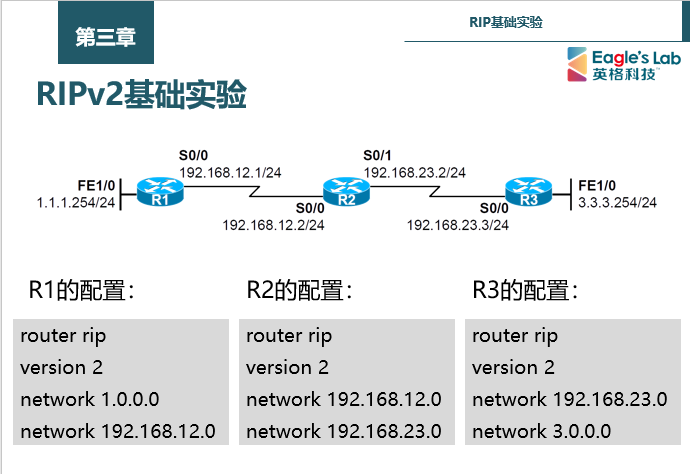 第三章
RIP基础实验
Eagle's Lab
英格科技
RIPv2基础实验
S0/0
192.168.12.1/24
S0/1
192.168.23.2/24
FE1/0
1.1.1.254/24
R1
R2
R3
FE1/0
3.3.3.254/24
S0/0
192.168.12.2/24
S0/0
192.168.23.3/24
R1的配置：
router rip
version 2
network 1.0.0.0
network 192.168.12.0
R2的配置：
router rip
version 2
network 192.168.12.0
network 192.168.23.0
R3的配置：
router rip
version 2
network 192.168.23.0
network 3.0.0.0